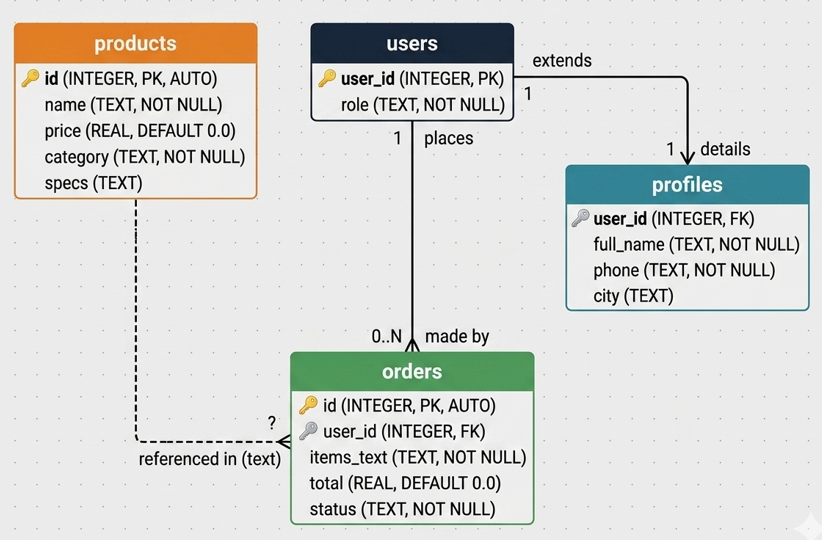 products
id (INTEGER, PK, AUTO)
name (TEXT, NOT NULL)
price (REAL, DEFAULT 0.0)
category (TEXT, NOT NULL)
specs (TEXT)
users
user_id (INTEGER, PK)
role (TEXT, NOT NULL)
extends
1
1 details
profiles
user_id (INTEGER, FK)
full_name (TEXT, NOT NULL)
phone (TEXT, NOT NULL)
city (TEXT)
1 places
0..N made by
orders
id (INTEGER, PK, AUTO)
user_id (INTEGER, FK)
items_text (TEXT, NOT NULL)
total (REAL, DEFAULT 0.0)
status (TEXT, NOT NULL)
?
referenced in (text)